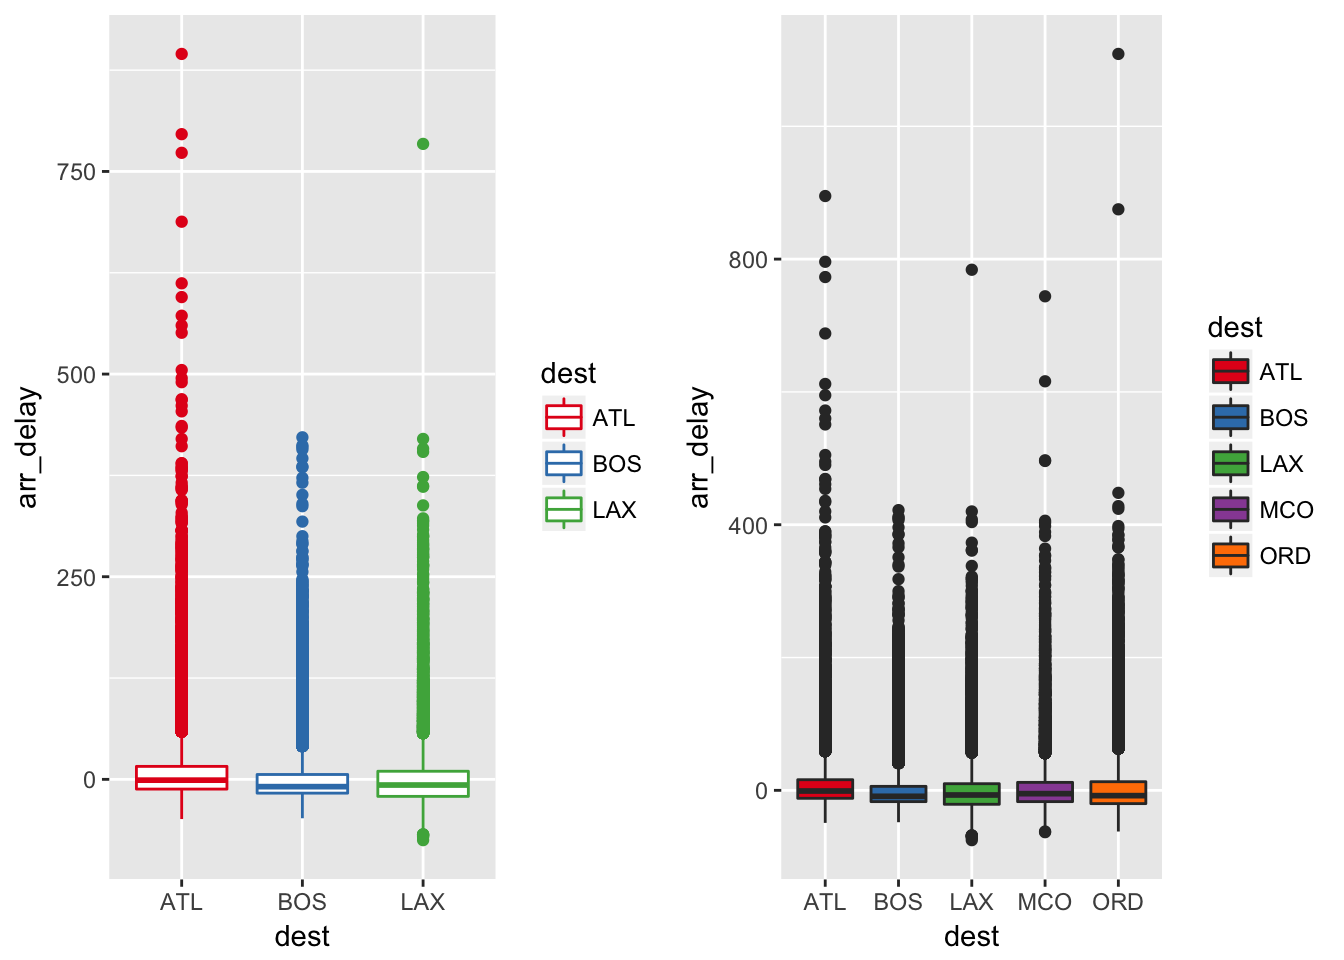 arr_delay
750
500
250
0
ATL BOS LAX
dest
dest
ATL
BOS
LAX
arr_delay
800
400
0
ATL BOS LAX MCO ORD
dest
dest
ATL
BOS
LAX
MCO
ORD